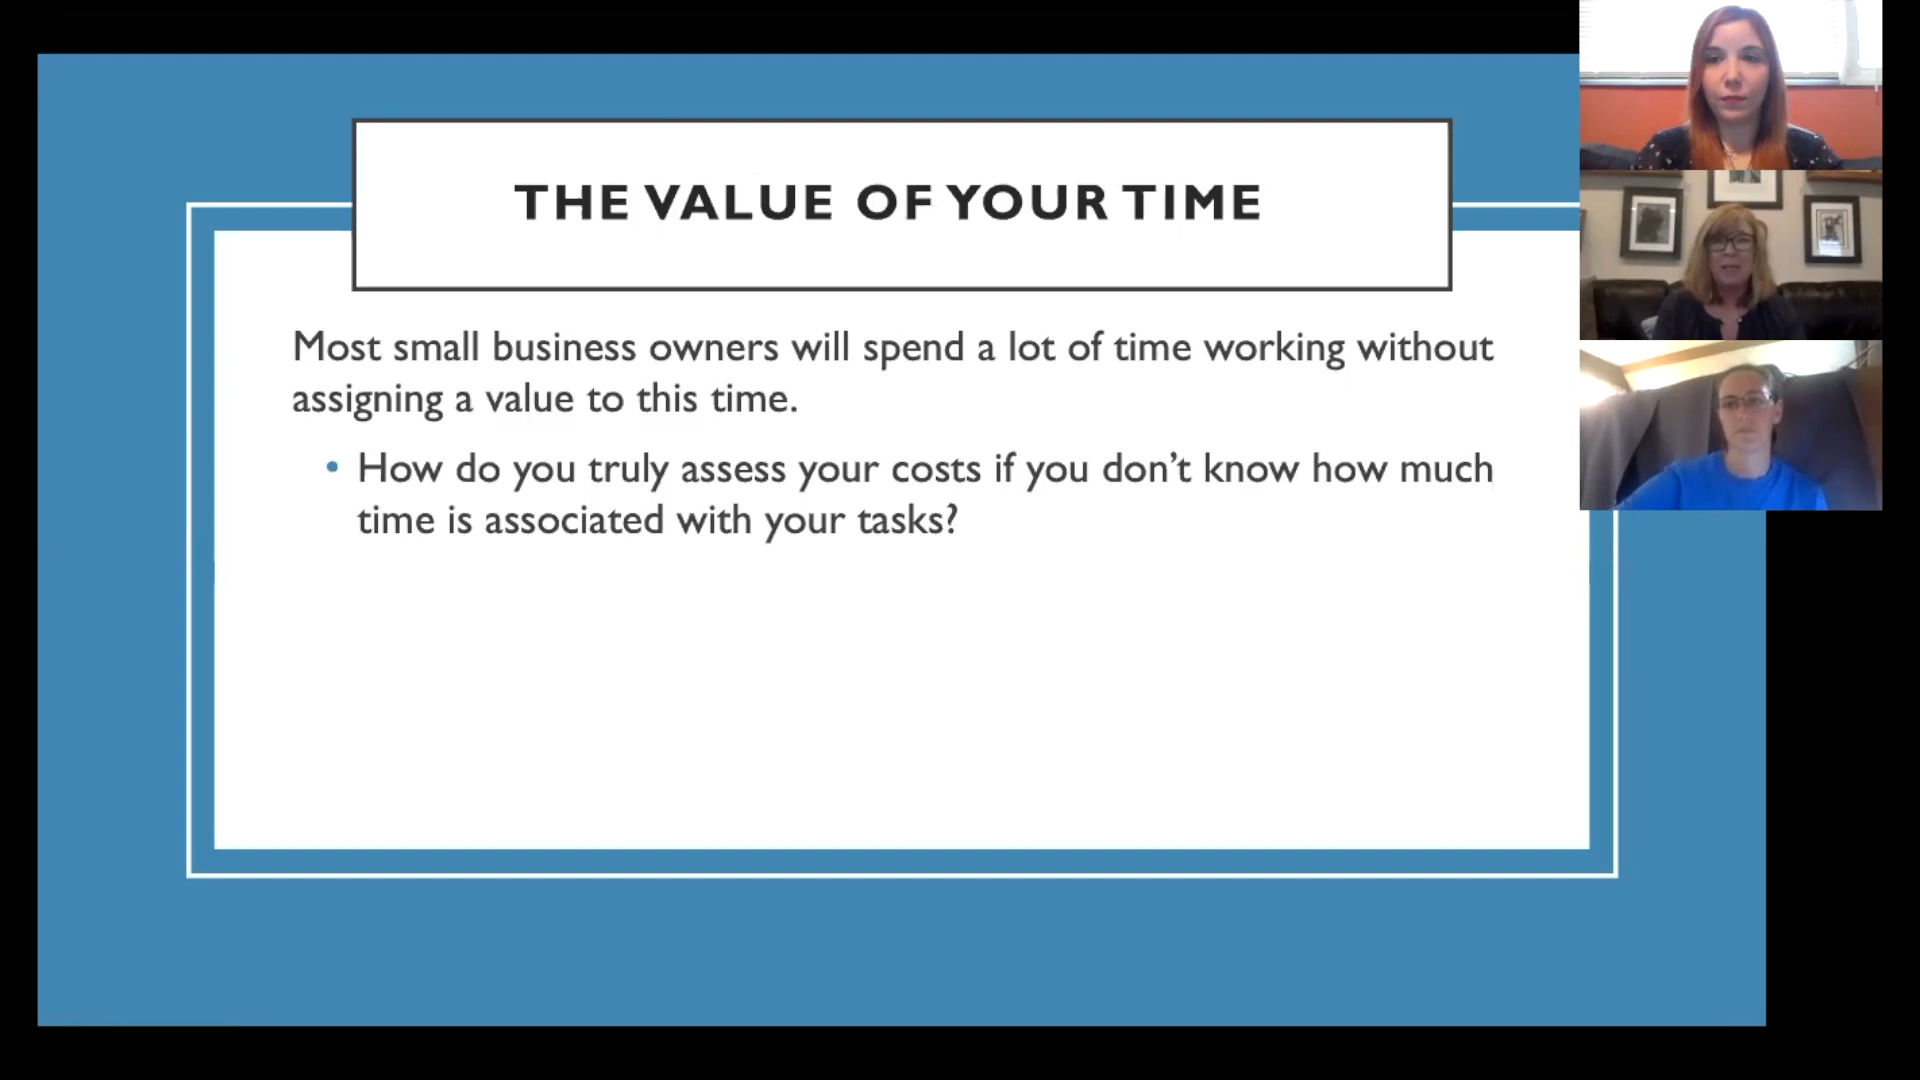 THE VALUE OF YOUR TIME
Most small business owners will spend a lot of time working without
assigning a value to this time.
• How do you truly assess your costs if you don’t know how much
time is associated with your tasks?